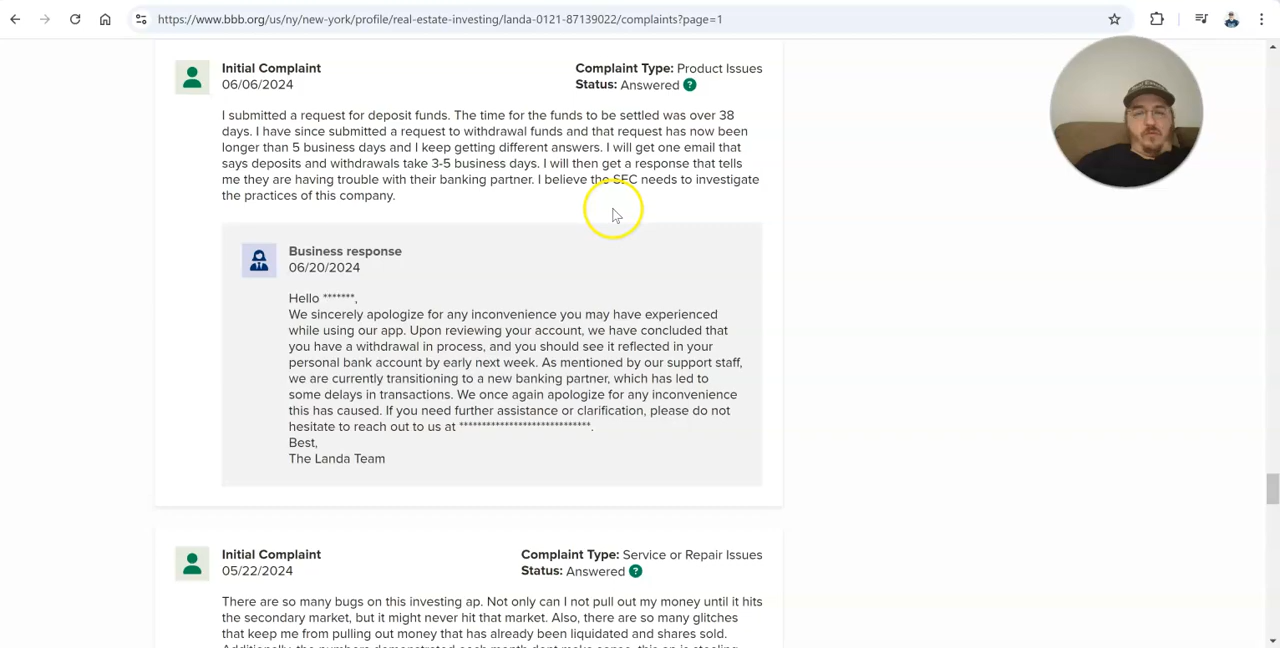 https://www.bbb.org/us/ny/new-york/profile/real-estate-investing/landa-0121-87139022/complaints?page=1
Initial Complaint
06/06/2024
Complaint Type: Product Issues
Status: Answered ?
I submitted a request for deposit funds. The time for the funds to be settled was over 38
days. I have since submitted a request to withdrawal funds and that request has now been
longer than 5 business days and I keep getting different answers. I will get one email that
says deposits and withdrawals take 3-5 business days. I will then get a response that tells
me they are having trouble with their banking partner. I believe the SEC needs to investigate
the practices of this company.
Business response
06/20/2024
Hello *******,
We sincerely apologize for any inconvenience you may have experienced
while using our app. Upon reviewing your account, we have concluded that
you have a withdrawal in process, and you should see it reflected in your
personal bank account by early next week. As mentioned by our support staff,
we are currently transitioning to a new banking partner, which has led to
some delays in transactions. We once again apologize for any inconvenience
this has caused. If you need further assistance or clarification, please do not
hesitate to reach out to us at *****************************.
Best,
The Landa Team
Initial Complaint
05/22/2024
Complaint Type: Service or Repair Issues
Status: Answered ?
There are so many bugs on this investing ap. Not only can I not pull out my money until it hits
the secondary market, but it might never hit that market. Also, there are so many glitches
that keep me from pulling out money that has already been liquidated and shares sold.
Additionally, the numbers demonstrated each month dont make sense, this ap is stealing